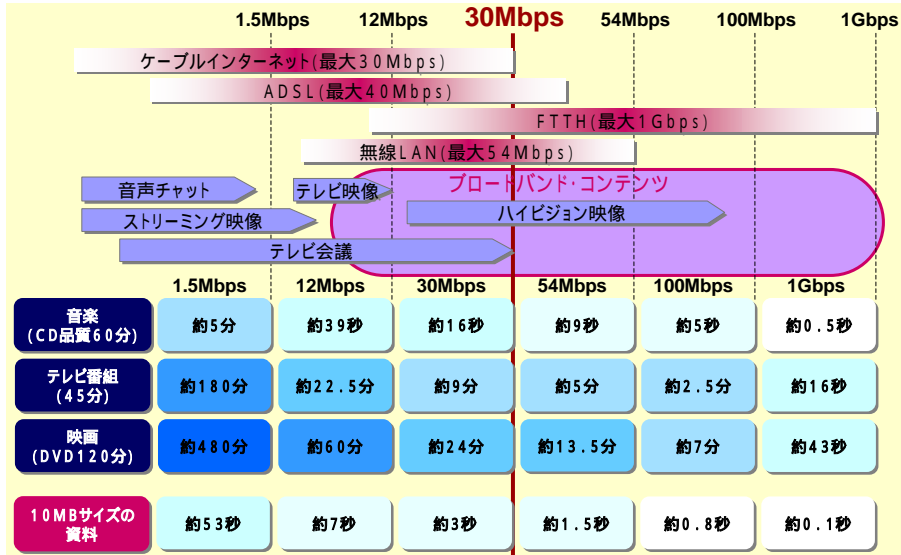 1.5Mbps 12Mbps 30Mbps 54Mbps 100Mbps 1Gbps
ケーブルインターネット(最大30Mbps)
ADSL(最大40Mbps)
FTTH(最大1Gbps)
無線LAN(最大54Mbps)
ブロードバンド・コンテンツ
音声チャット テレビ映像
ストリーミング映像 ハイビジョン映像
テレビ会議
1.5Mbps 12Mbps 30Mbps 54Mbps 100Mbps 1Gbps
音楽
(CD品質60分)
約5分 約39秒 約16秒 約9秒 約5秒 約0.5秒
テレビ番組
(45分)
約180分 約22.5分 約9分 約5分 約2.5分 約16秒
映画
(DVD120分)
約480分 約60分 約24分 約13.5分 約7分 約43秒
10MBサイズの
資料
約53秒 約7秒 約3秒 約1.5秒 約0.8秒 約0.1秒